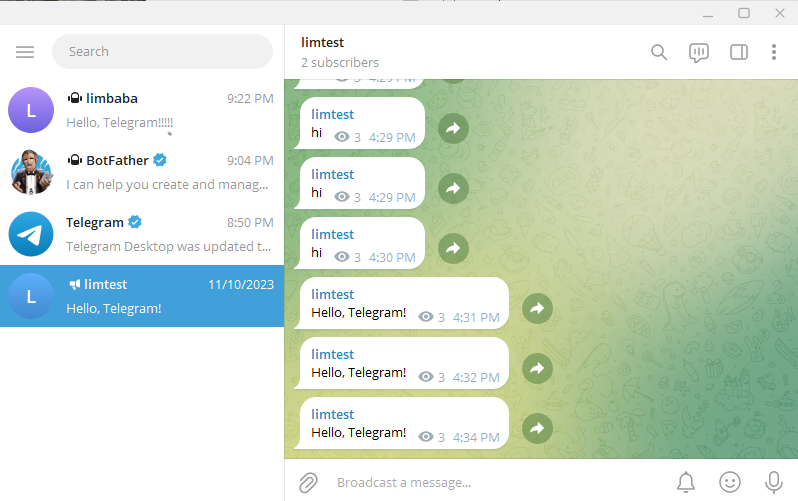 Search
L
limbaba
9:22 PM
Hello, Telegram!!!!!
BotFather
9:04 PM
I can help you create and manag...
Telegram
8:50 PM
Telegram Desktop was updated t...
L
limtest
11/10/2023
Hello, Telegram!
limtest
2 subscribers
3 4:29 PM
limtest
hi 3 4:29 PM
limtest
hi 3 4:29 PM
limtest
hi 3 4:30 PM
limtest
Hello, Telegram! 3 4:31 PM
limtest
Hello, Telegram! 3 4:32 PM
limtest
Hello, Telegram! 3 4:34 PM
Broadcast a message...